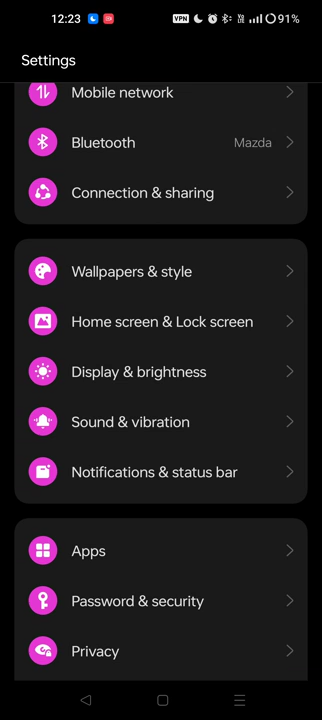 12:23
VPN
91%
Settings
Mobile network
Bluetooth Mazda
Connection & sharing
Wallpapers & style
Home screen & Lock screen
Display & brightness
Sound & vibration
Notifications & status bar
Apps
Password & security
Privacy